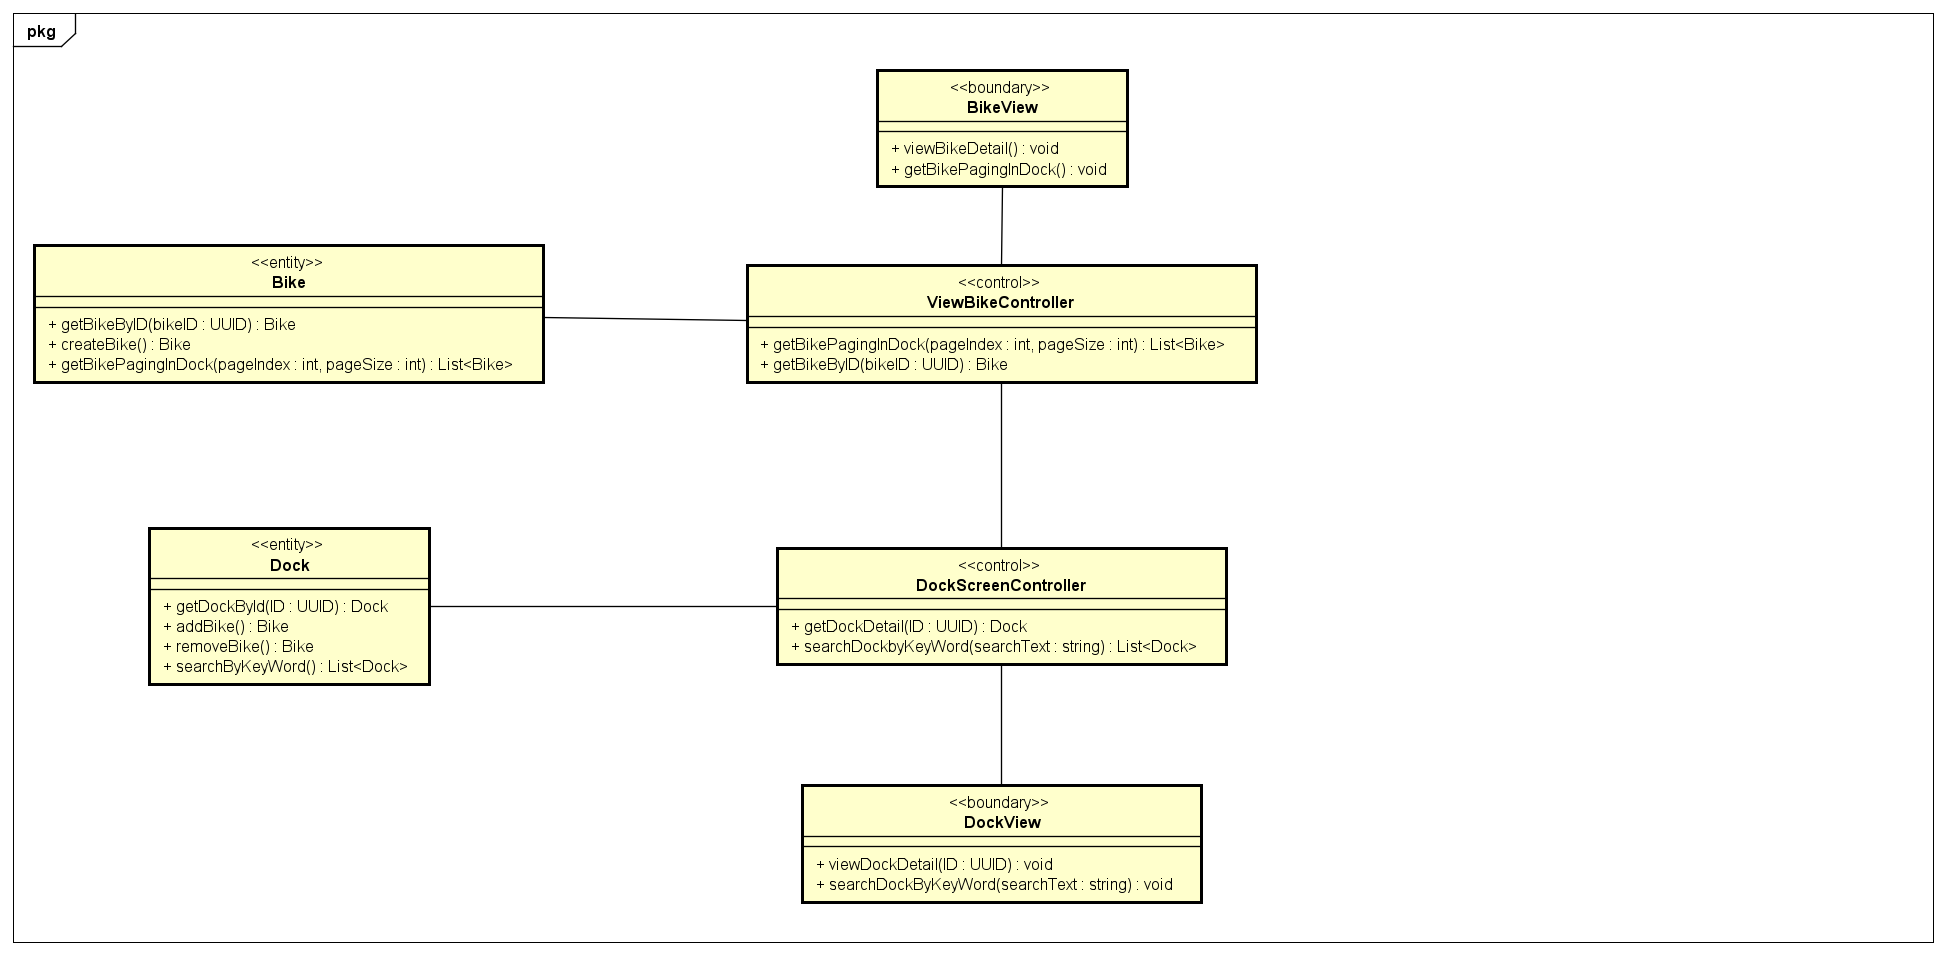 pkg
<<boundary>>
BikeView
+ viewBikeDetail() : void
+ getBikePagingInDock() : void
<<entity>>
Bike
+ getBikeByID(bikeID : UUID) : Bike
+ createBike() : Bike
+ getBikePagingInDock(pageIndex : int, pageSize : int) : List<Bike>
<<control>>
ViewBikeController
+ getBikePagingInDock(pageIndex : int, pageSize : int) : List<Bike>
+ getBikeByID(bikeID : UUID) : Bike
<<entity>>
Dock
+ getDockById(ID : UUID) : Dock
+ addBike() : Bike
+ removeBike() : Bike
+ searchByKeyWord() : List<Dock>
<<control>>
DockScreenController
+ getDockDetail(ID : UUID) : Dock
+ searchDockbyKeyWord(searchText : string) : List<Dock>
<<boundary>>
DockView
+ viewDockDetail(ID : UUID) : void
+ searchDockByKeyWord(searchText : string) : void